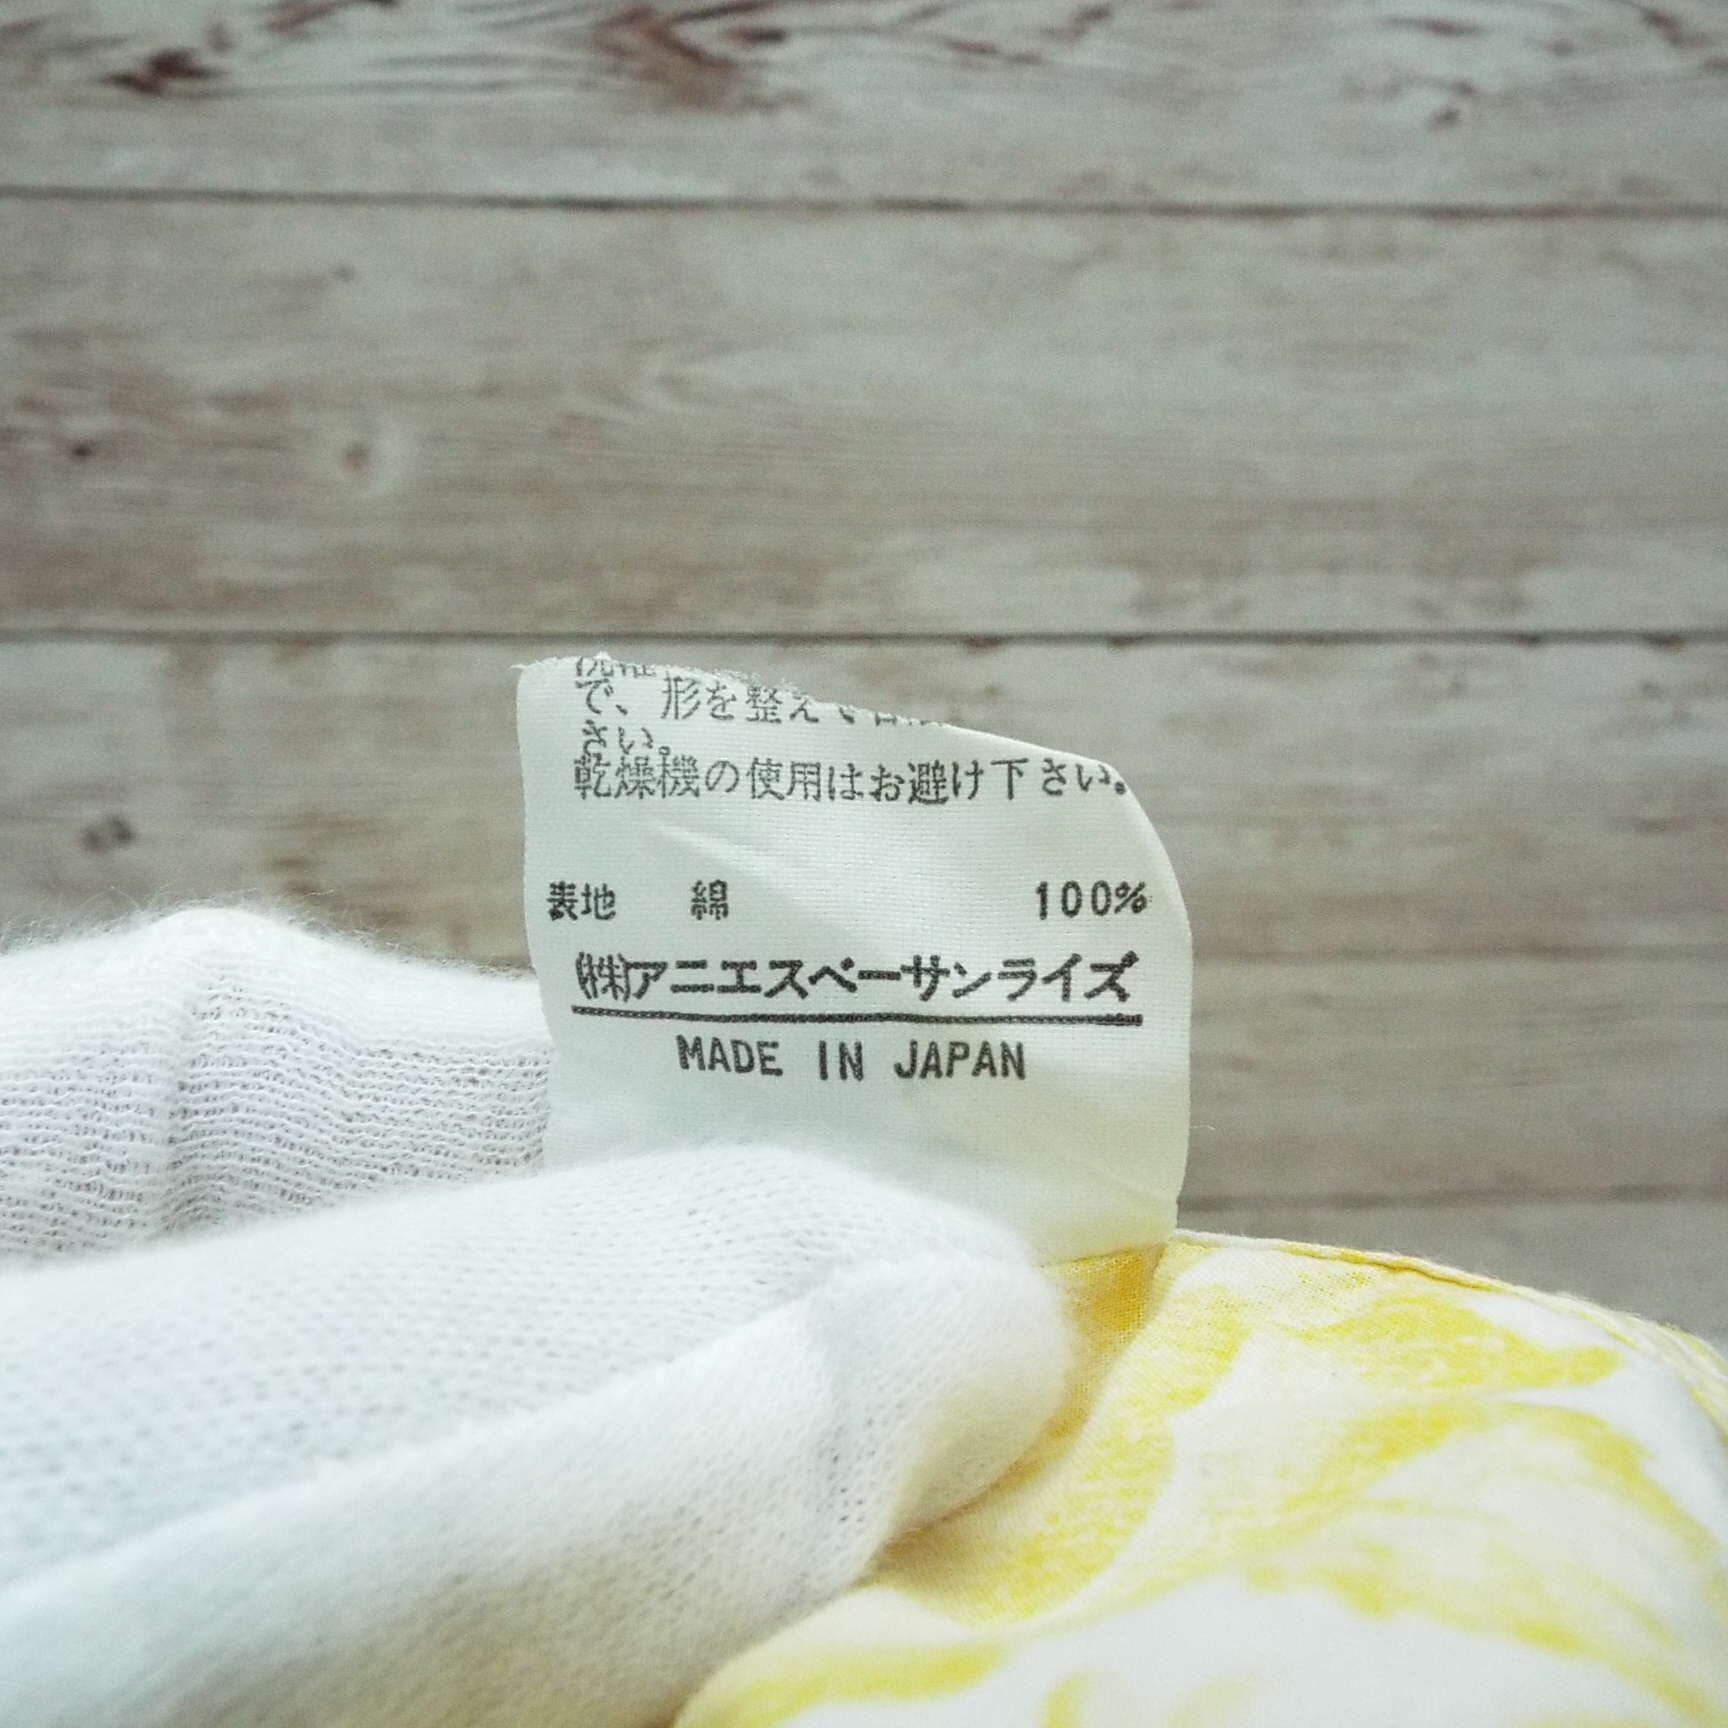 で、形を整えて
さい。
乾燥機の使用はお避け下さい。
表地 綿 100%
㈱アニエスベーサンライズ
MADE IN JAPAN